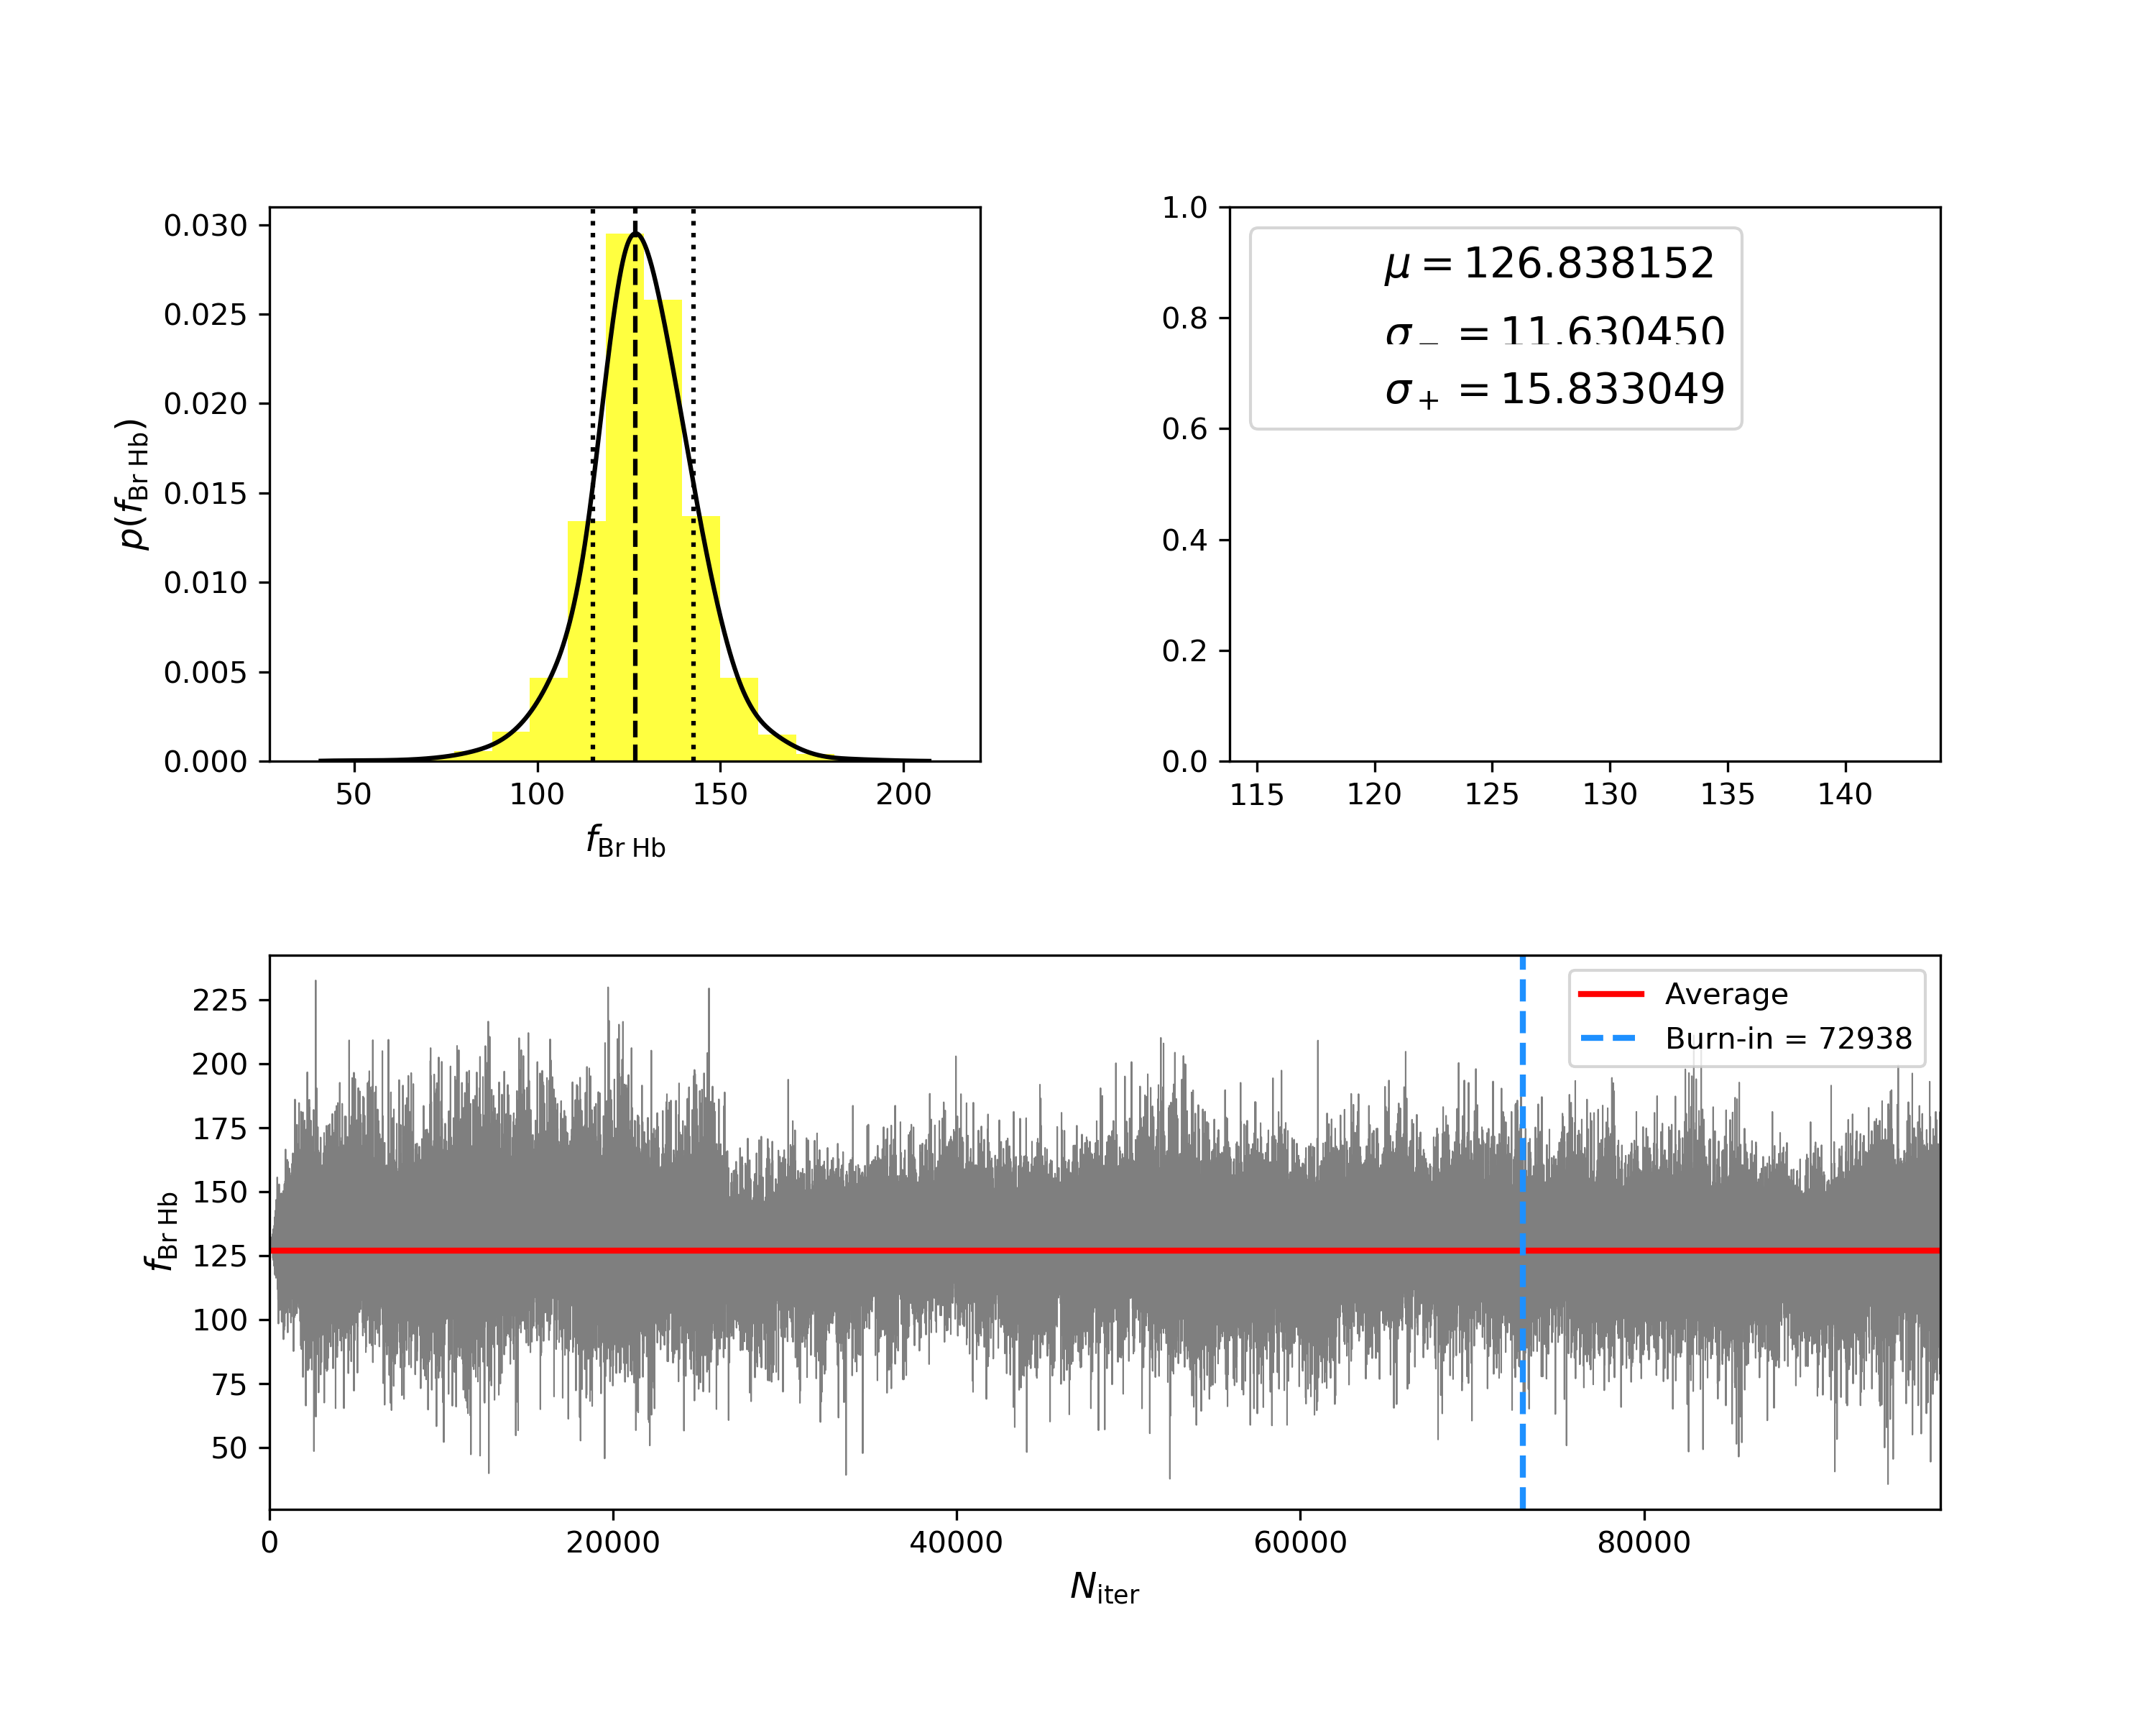 0.030
0.025
0.020
0.015
0.010
0.005
0.000
p(f_Br Hb)
50 100 150 200
f_Br Hb
1.0
0.8
0.6
0.4
0.2
0.0
μ = 126.838152
σ_− = 11.630450
σ_+ = 15.833049
115 120 125 130 135 140
225
200
175
150
125
100
75
50
f_Br Hb
Average
Burn-in = 72938
0 20000 40000 60000 80000
N_iter